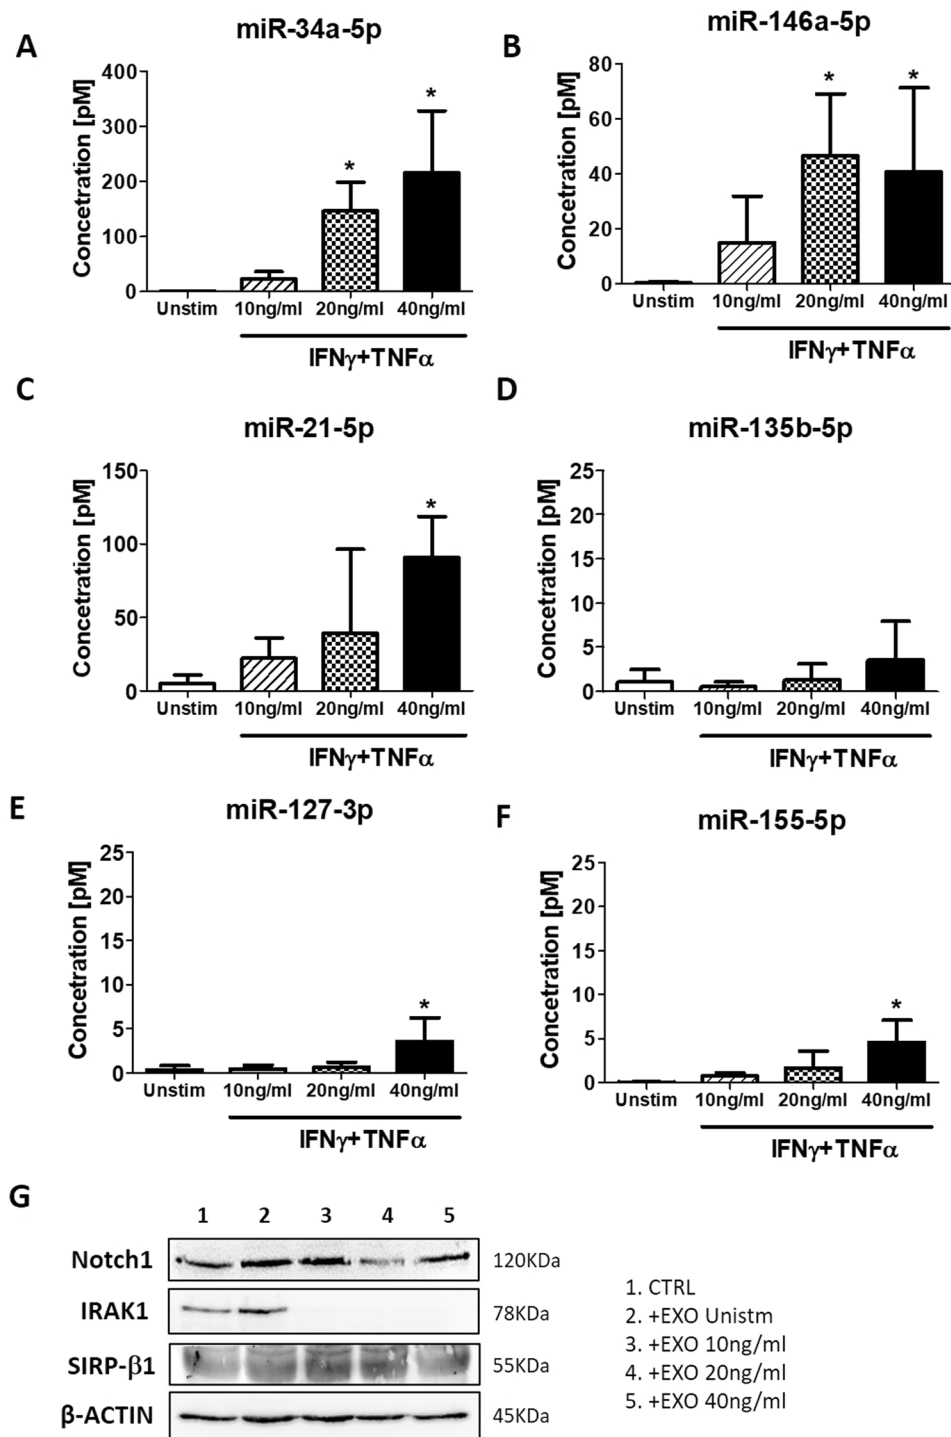 A
miR-34a-5p
Concetration [pM]
400
300
200
100
0
*
*
Unstim 10ng/ml 20ng/ml 40ng/ml
IFNγ+TNFα
B
miR-146a-5p
Concetration [pM]
80
60
40
20
0
*
*
Unstim 10ng/ml 20ng/ml 40ng/ml
IFNγ+TNFα
C
miR-21-5p
Concetration [pM]
150
100
50
0
*
Unstim 10ng/ml 20ng/ml 40ng/ml
IFNγ+TNFα
D
miR-135b-5p
Concetration [pM]
25
20
15
10
5
0
Unstim 10ng/ml 20ng/ml 40ng/ml
IFNγ+TNFα
E
miR-127-3p
Concetration [pM]
25
20
15
10
5
0
*
Unstim 10ng/ml 20ng/ml 40ng/ml
IFNγ+TNFα
F
miR-155-5p
Concetration [pM]
25
20
15
10
5
0
*
Unstim 10ng/ml 20ng/ml 40ng/ml
IFNγ+TNFα
G
1 2 3 4 5
Notch1 120KDa
IRAK1 78KDa
SIRP-β1 55KDa
β-ACTIN 45KDa
1. CTRL
2. +EXO Unistm
3. +EXO 10ng/ml
4. +EXO 20ng/ml
5. +EXO 40ng/ml